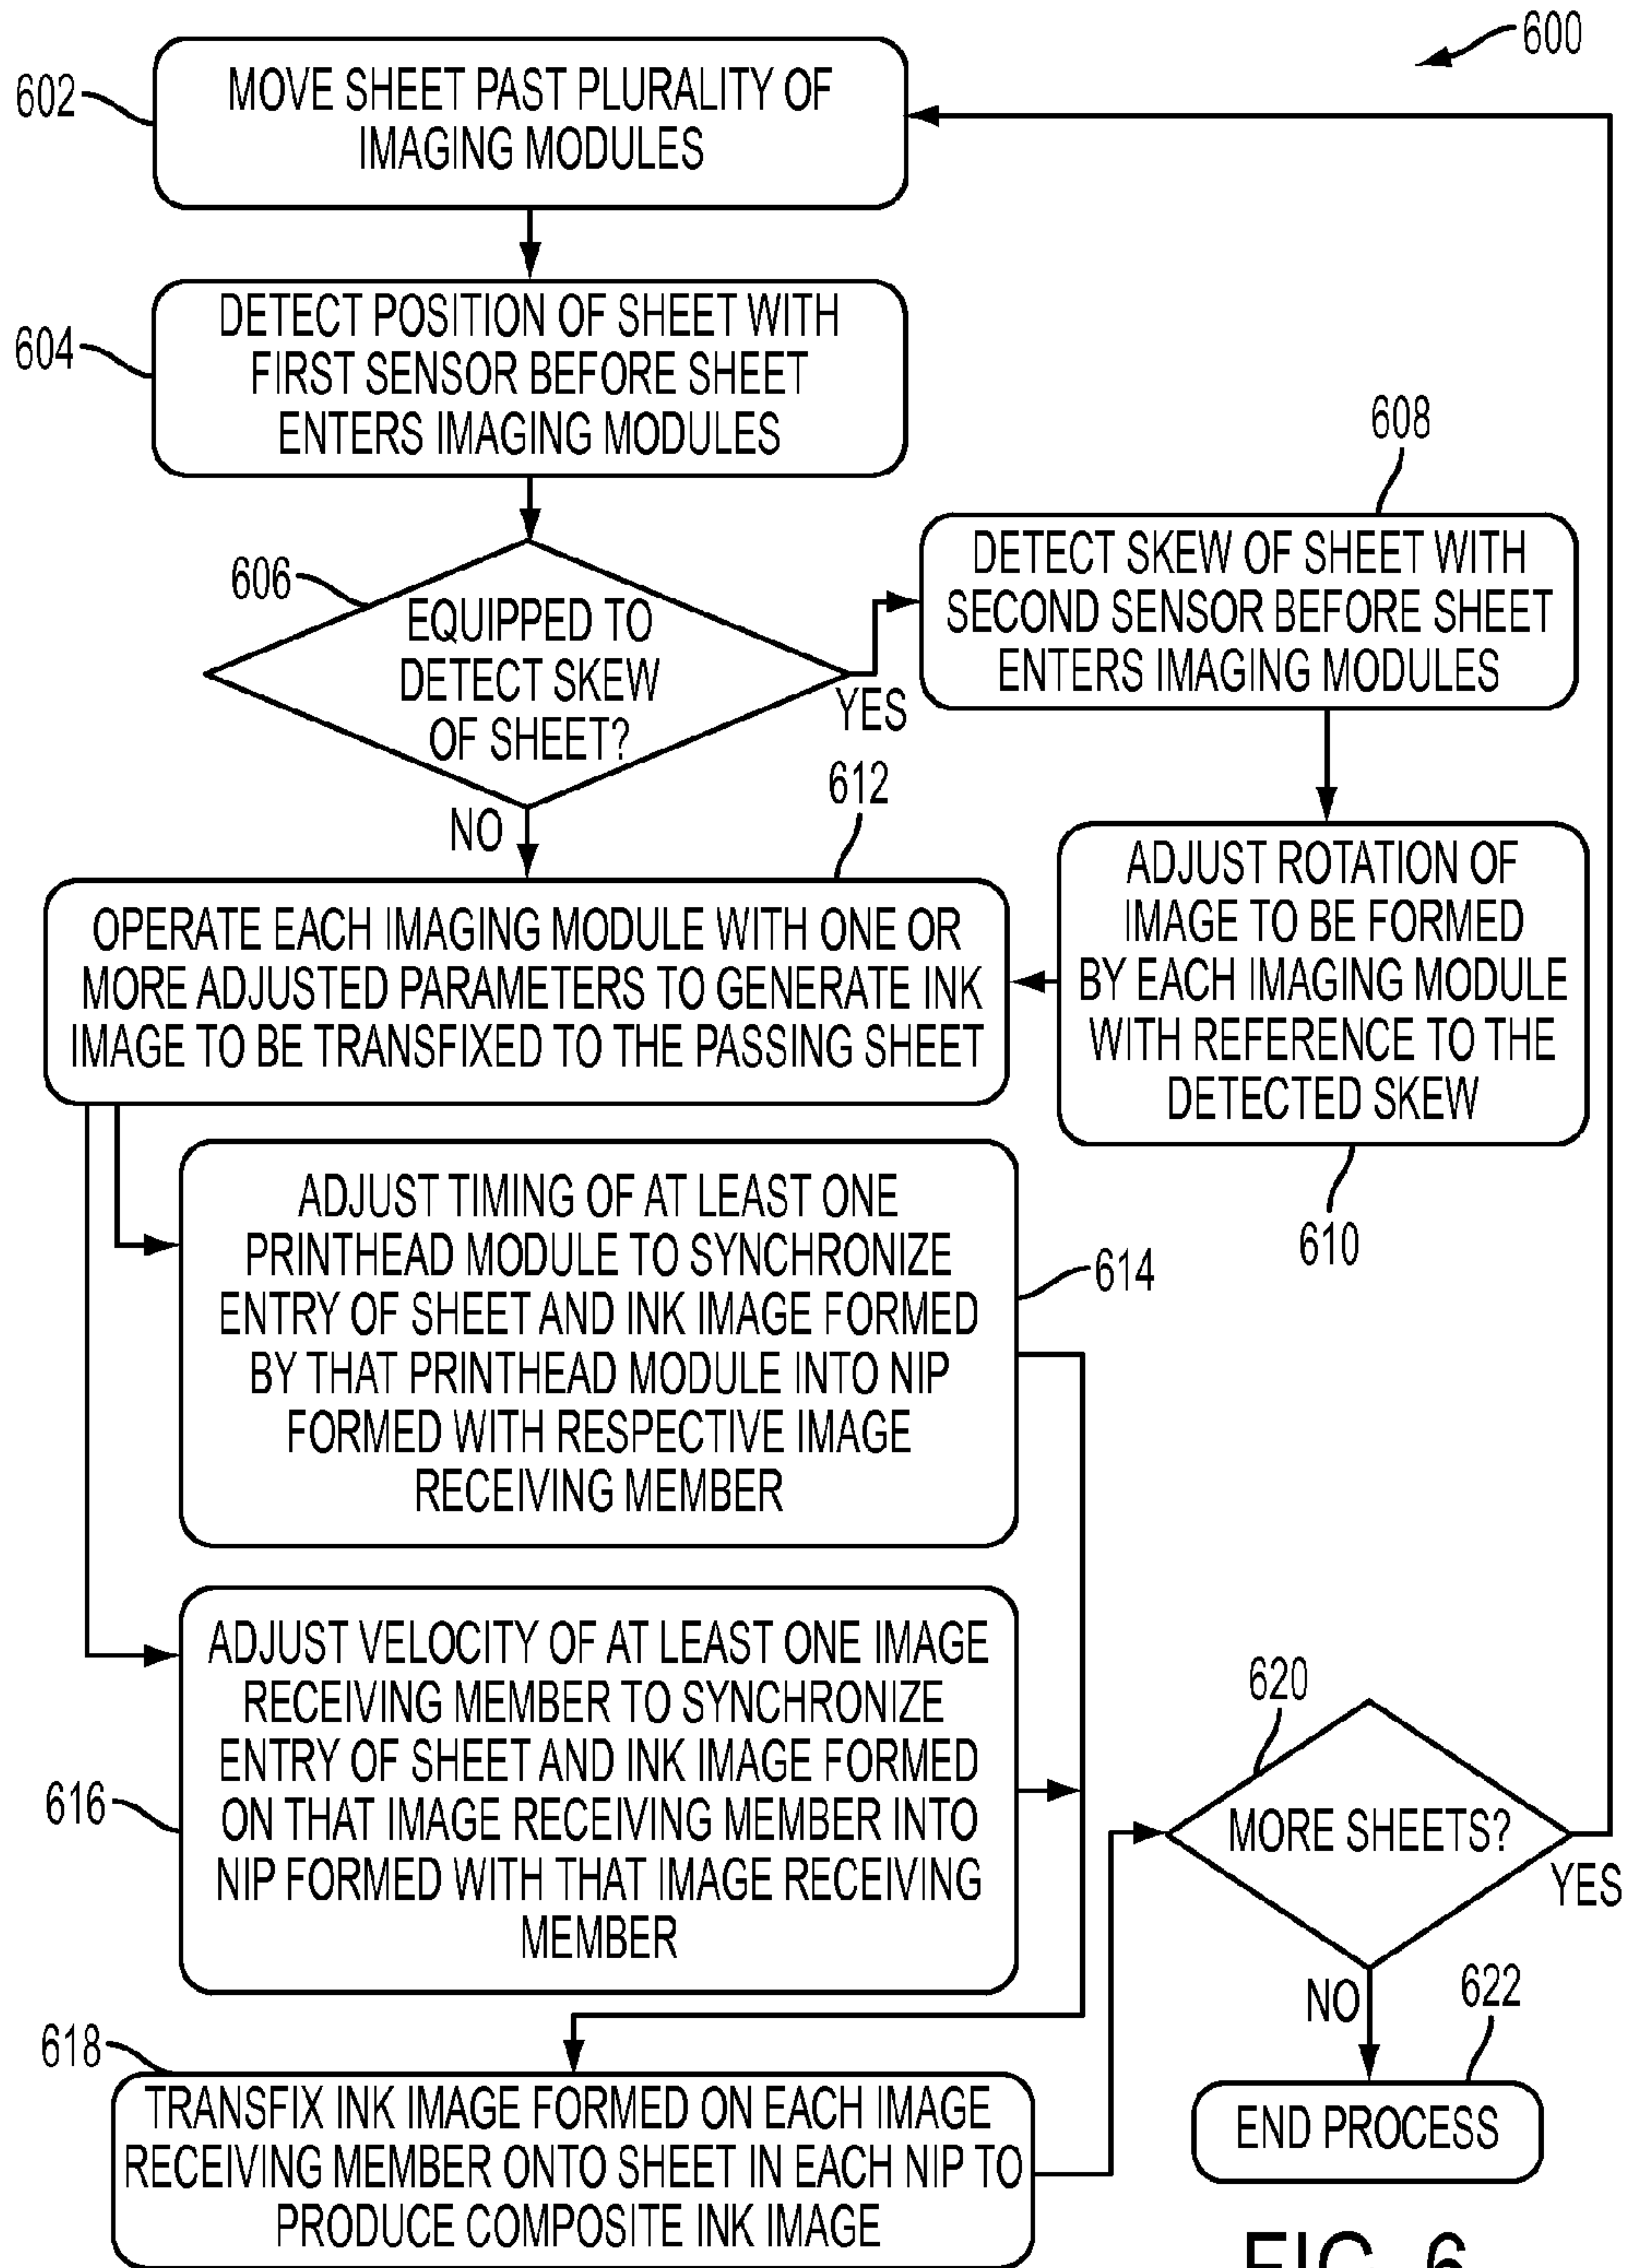 600
602
MOVE SHEET PAST PLURALITY OF
IMAGING MODULES
604
DETECT POSITION OF SHEET WITH
FIRST SENSOR BEFORE SHEET
ENTERS IMAGING MODULES
606
EQUIPPED TO
DETECT SKEW
OF SHEET?
YES
NO
608
DETECT SKEW OF SHEET WITH
SECOND SENSOR BEFORE SHEET
ENTERS IMAGING MODULES
610
ADJUST ROTATION OF
IMAGE TO BE FORMED
BY EACH IMAGING MODULE
WITH REFERENCE TO THE
DETECTED SKEW
612
OPERATE EACH IMAGING MODULE WITH ONE OR
MORE ADJUSTED PARAMETERS TO GENERATE INK
IMAGE TO BE TRANSFIXED TO THE PASSING SHEET
614
ADJUST TIMING OF AT LEAST ONE
PRINTHEAD MODULE TO SYNCHRONIZE
ENTRY OF SHEET AND INK IMAGE FORMED
BY THAT PRINTHEAD MODULE INTO NIP
FORMED WITH RESPECTIVE IMAGE
RECEIVING MEMBER
616
ADJUST VELOCITY OF AT LEAST ONE IMAGE
RECEIVING MEMBER TO SYNCHRONIZE
ENTRY OF SHEET AND INK IMAGE FORMED
ON THAT IMAGE RECEIVING MEMBER INTO
NIP FORMED WITH THAT IMAGE RECEIVING
MEMBER
618
TRANSFIX INK IMAGE FORMED ON EACH IMAGE
RECEIVING MEMBER ONTO SHEET IN EACH NIP TO
PRODUCE COMPOSITE INK IMAGE
620
MORE SHEETS?
YES
NO
622
END PROCESS
FIG. 6